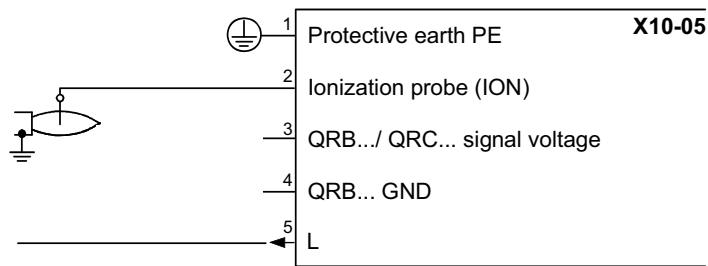 X10-05
1 Protective earth PE
2 Ionization probe (ION)
3 QRB.../ QRC... signal voltage
4 QRB... GND
5 L